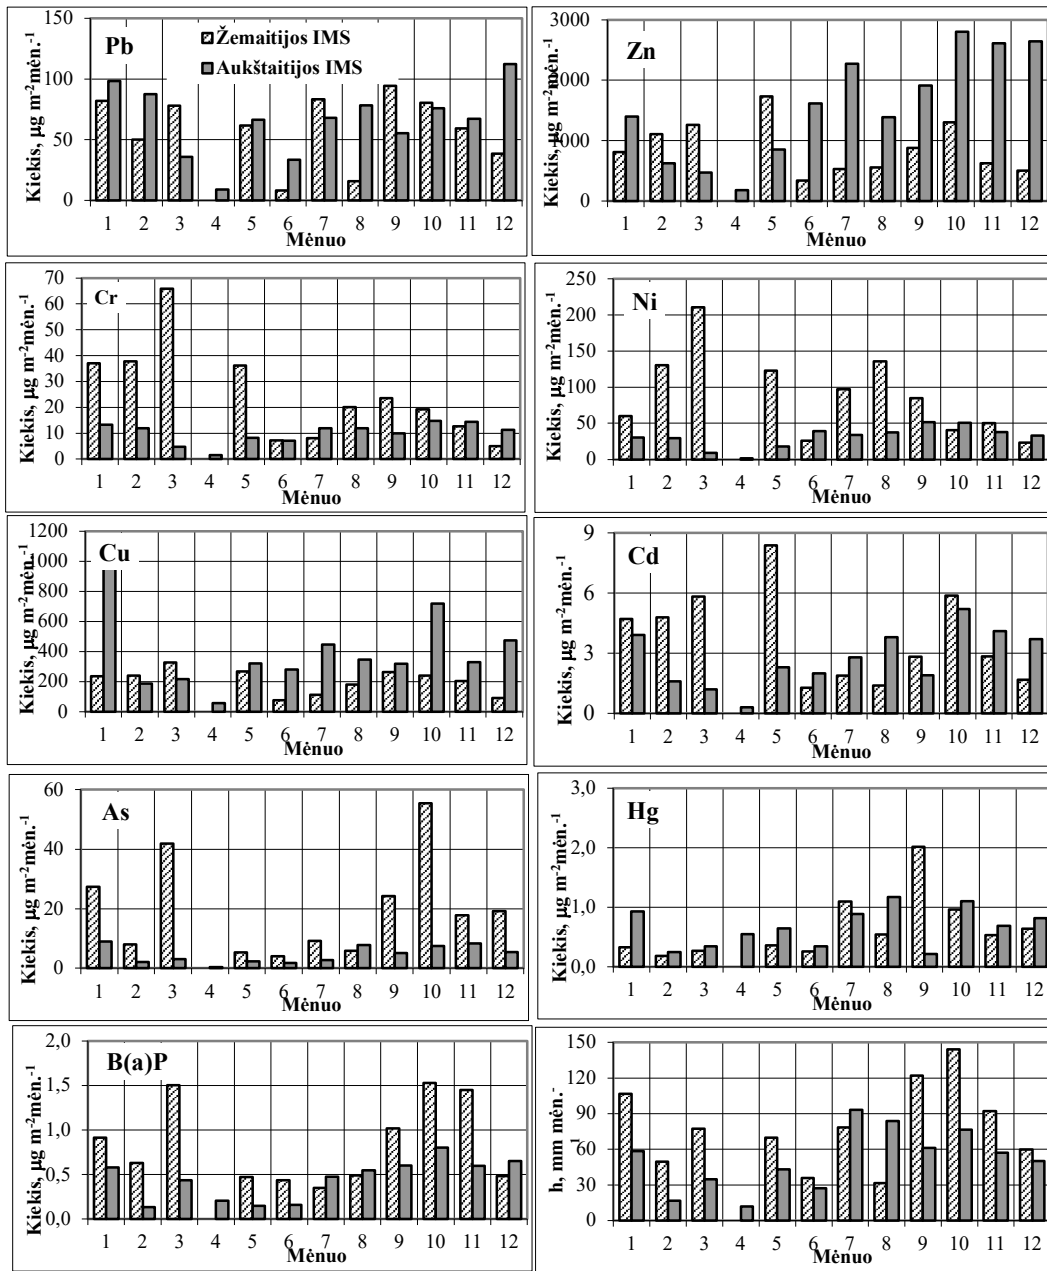 Pb
Žemaitijos IMS
Aukštaitijos IMS
Kiekis, µg m-2mėn.-1
150
100
50
0
1 2 3 4 5 6 7 8 9 10 11 12
Mėnuo
Zn
Kiekis, µg m-2mėn.-1
3000
2000
1000
0
1 2 3 4 5 6 7 8 9 10 11 12
Mėnuo
Cr
Kiekis, µg m-2mėn.-1
70
60
50
40
30
20
10
0
1 2 3 4 5 6 7 8 9 10 11 12
Mėnuo
Ni
Kiekis, µg m-2mėn.-1
250
200
150
100
50
0
1 2 3 4 5 6 7 8 9 10 11 12
Mėnuo
Cu
Kiekis, µg m-2mėn.-1
1200
1000
800
600
400
200
0
1 2 3 4 5 6 7 8 9 10 11 12
Mėnuo
Cd
Kiekis, µg m-2mėn.-1
9
6
3
0
1 2 3 4 5 6 7 8 9 10 11 12
Mėnuo
As
Kiekis, µg m-2mėn.-1
60
40
20
0
1 2 3 4 5 6 7 8 9 10 11 12
Mėnuo
Hg
Kiekis, µg m-2mėn.-1
3,0
2,0
1,0
0,0
1 2 3 4 5 6 7 8 9 10 11 12
Mėnuo
B(a)P
Kiekis, µg m-2mėn.-1
2,0
1,5
1,0
0,5
0,0
1 2 3 4 5 6 7 8 9 10 11 12
Mėnuo
h, mm mėn.-
1
150
120
90
60
30
0
1 2 3 4 5 6 7 8 9 10 11 12
Mėnuo